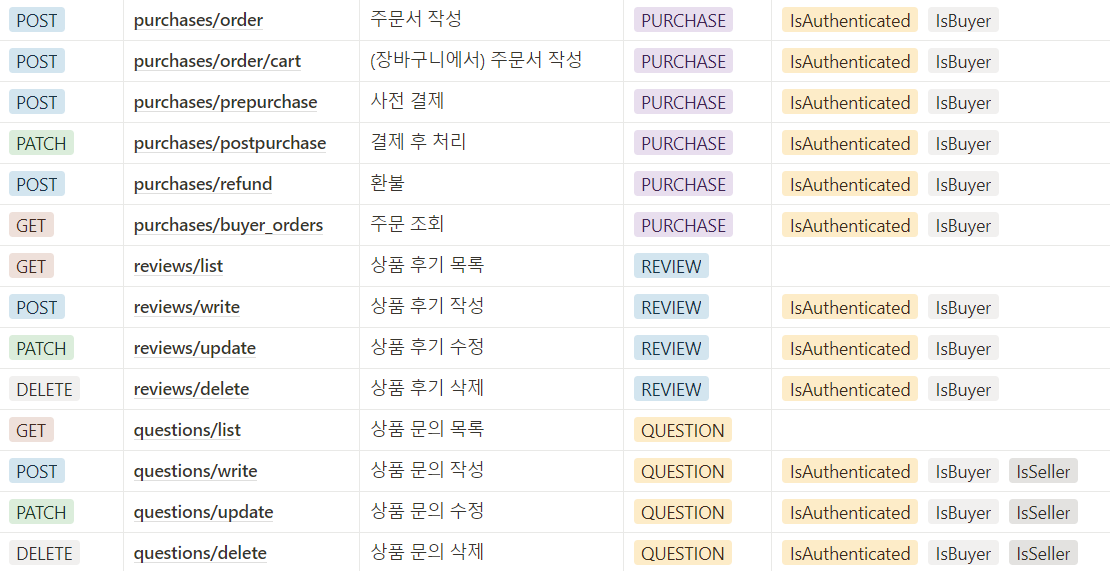 POST purchases/order 주문서 작성 PURCHASE IsAuthenticated IsBuyer
POST purchases/order/cart (장바구니에서) 주문서 작성 PURCHASE IsAuthenticated IsBuyer
POST purchases/prepurchase 사전 결제 PURCHASE IsAuthenticated IsBuyer
PATCH purchases/postpurchase 결제 후 처리 PURCHASE IsAuthenticated IsBuyer
POST purchases/refund 환불 PURCHASE IsAuthenticated IsBuyer
GET purchases/buyer_orders 주문 조회 PURCHASE IsAuthenticated IsBuyer
GET reviews/list 상품 후기 목록 REVIEW
POST reviews/write 상품 후기 작성 REVIEW IsAuthenticated IsBuyer
PATCH reviews/update 상품 후기 수정 REVIEW IsAuthenticated IsBuyer
DELETE reviews/delete 상품 후기 삭제 REVIEW IsAuthenticated IsBuyer
GET questions/list 상품 문의 목록 QUESTION
POST questions/write 상품 문의 작성 QUESTION IsAuthenticated IsBuyer IsSeller
PATCH questions/update 상품 문의 수정 QUESTION IsAuthenticated IsBuyer IsSeller
DELETE questions/delete 상품 문의 삭제 QUESTION IsAuthenticated IsBuyer IsSeller